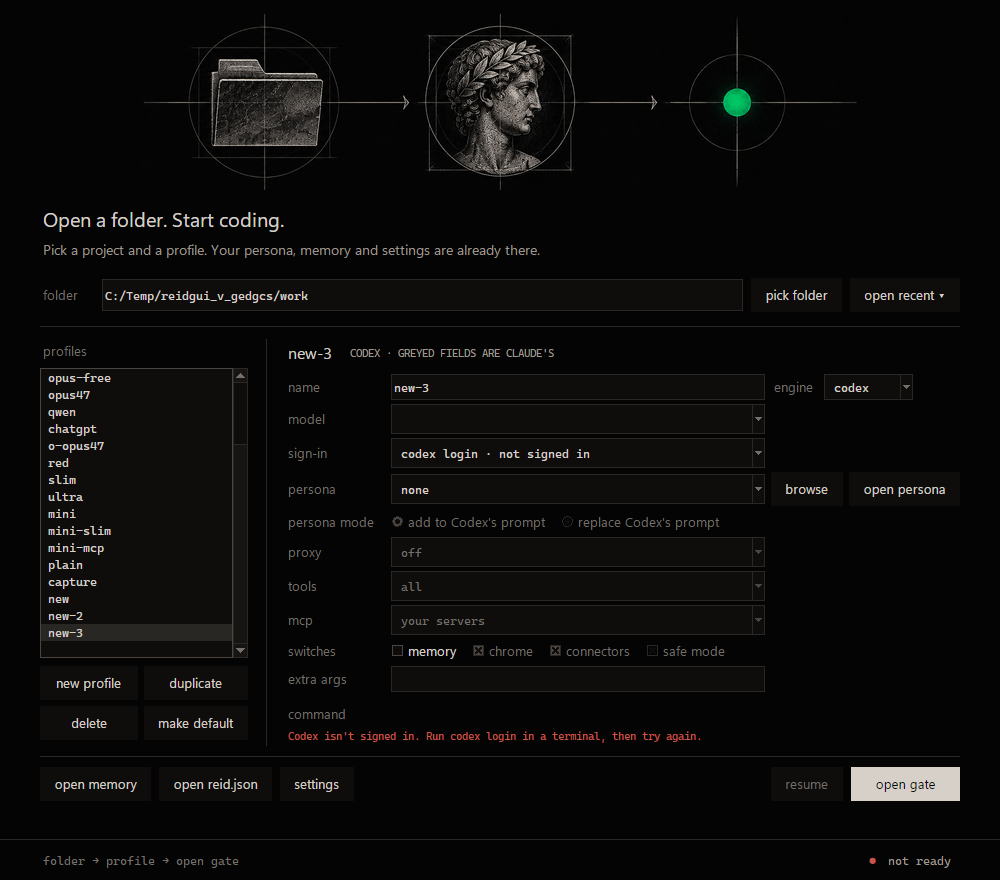 Open a folder. Start coding.
Pick a project and a profile. Your persona, memory and settings are already there.
folder C:/Temp/reidgui_v_gedgcs/work pick folder open recent ▾
profiles
opus-free
opus47
qwen
chatgpt
o-opus47
red
slim
ultra
mini
mini-slim
mini-mcp
plain
capture
new
new-2
new-3
new profile duplicate
delete make default
new-3 CODEX · GREYED FIELDS ARE CLAUDE'S
name new-3 engine codex
model
sign-in codex login · not signed in
persona none browse open persona
persona mode add to Codex's prompt replace Codex's prompt
proxy off
tools all
mcp your servers
switches memory chrome connectors safe mode
extra args
command
Codex isn't signed in. Run codex login in a terminal, then try again.
open memory open reid.json settings resume open gate
folder → profile → open gate not ready